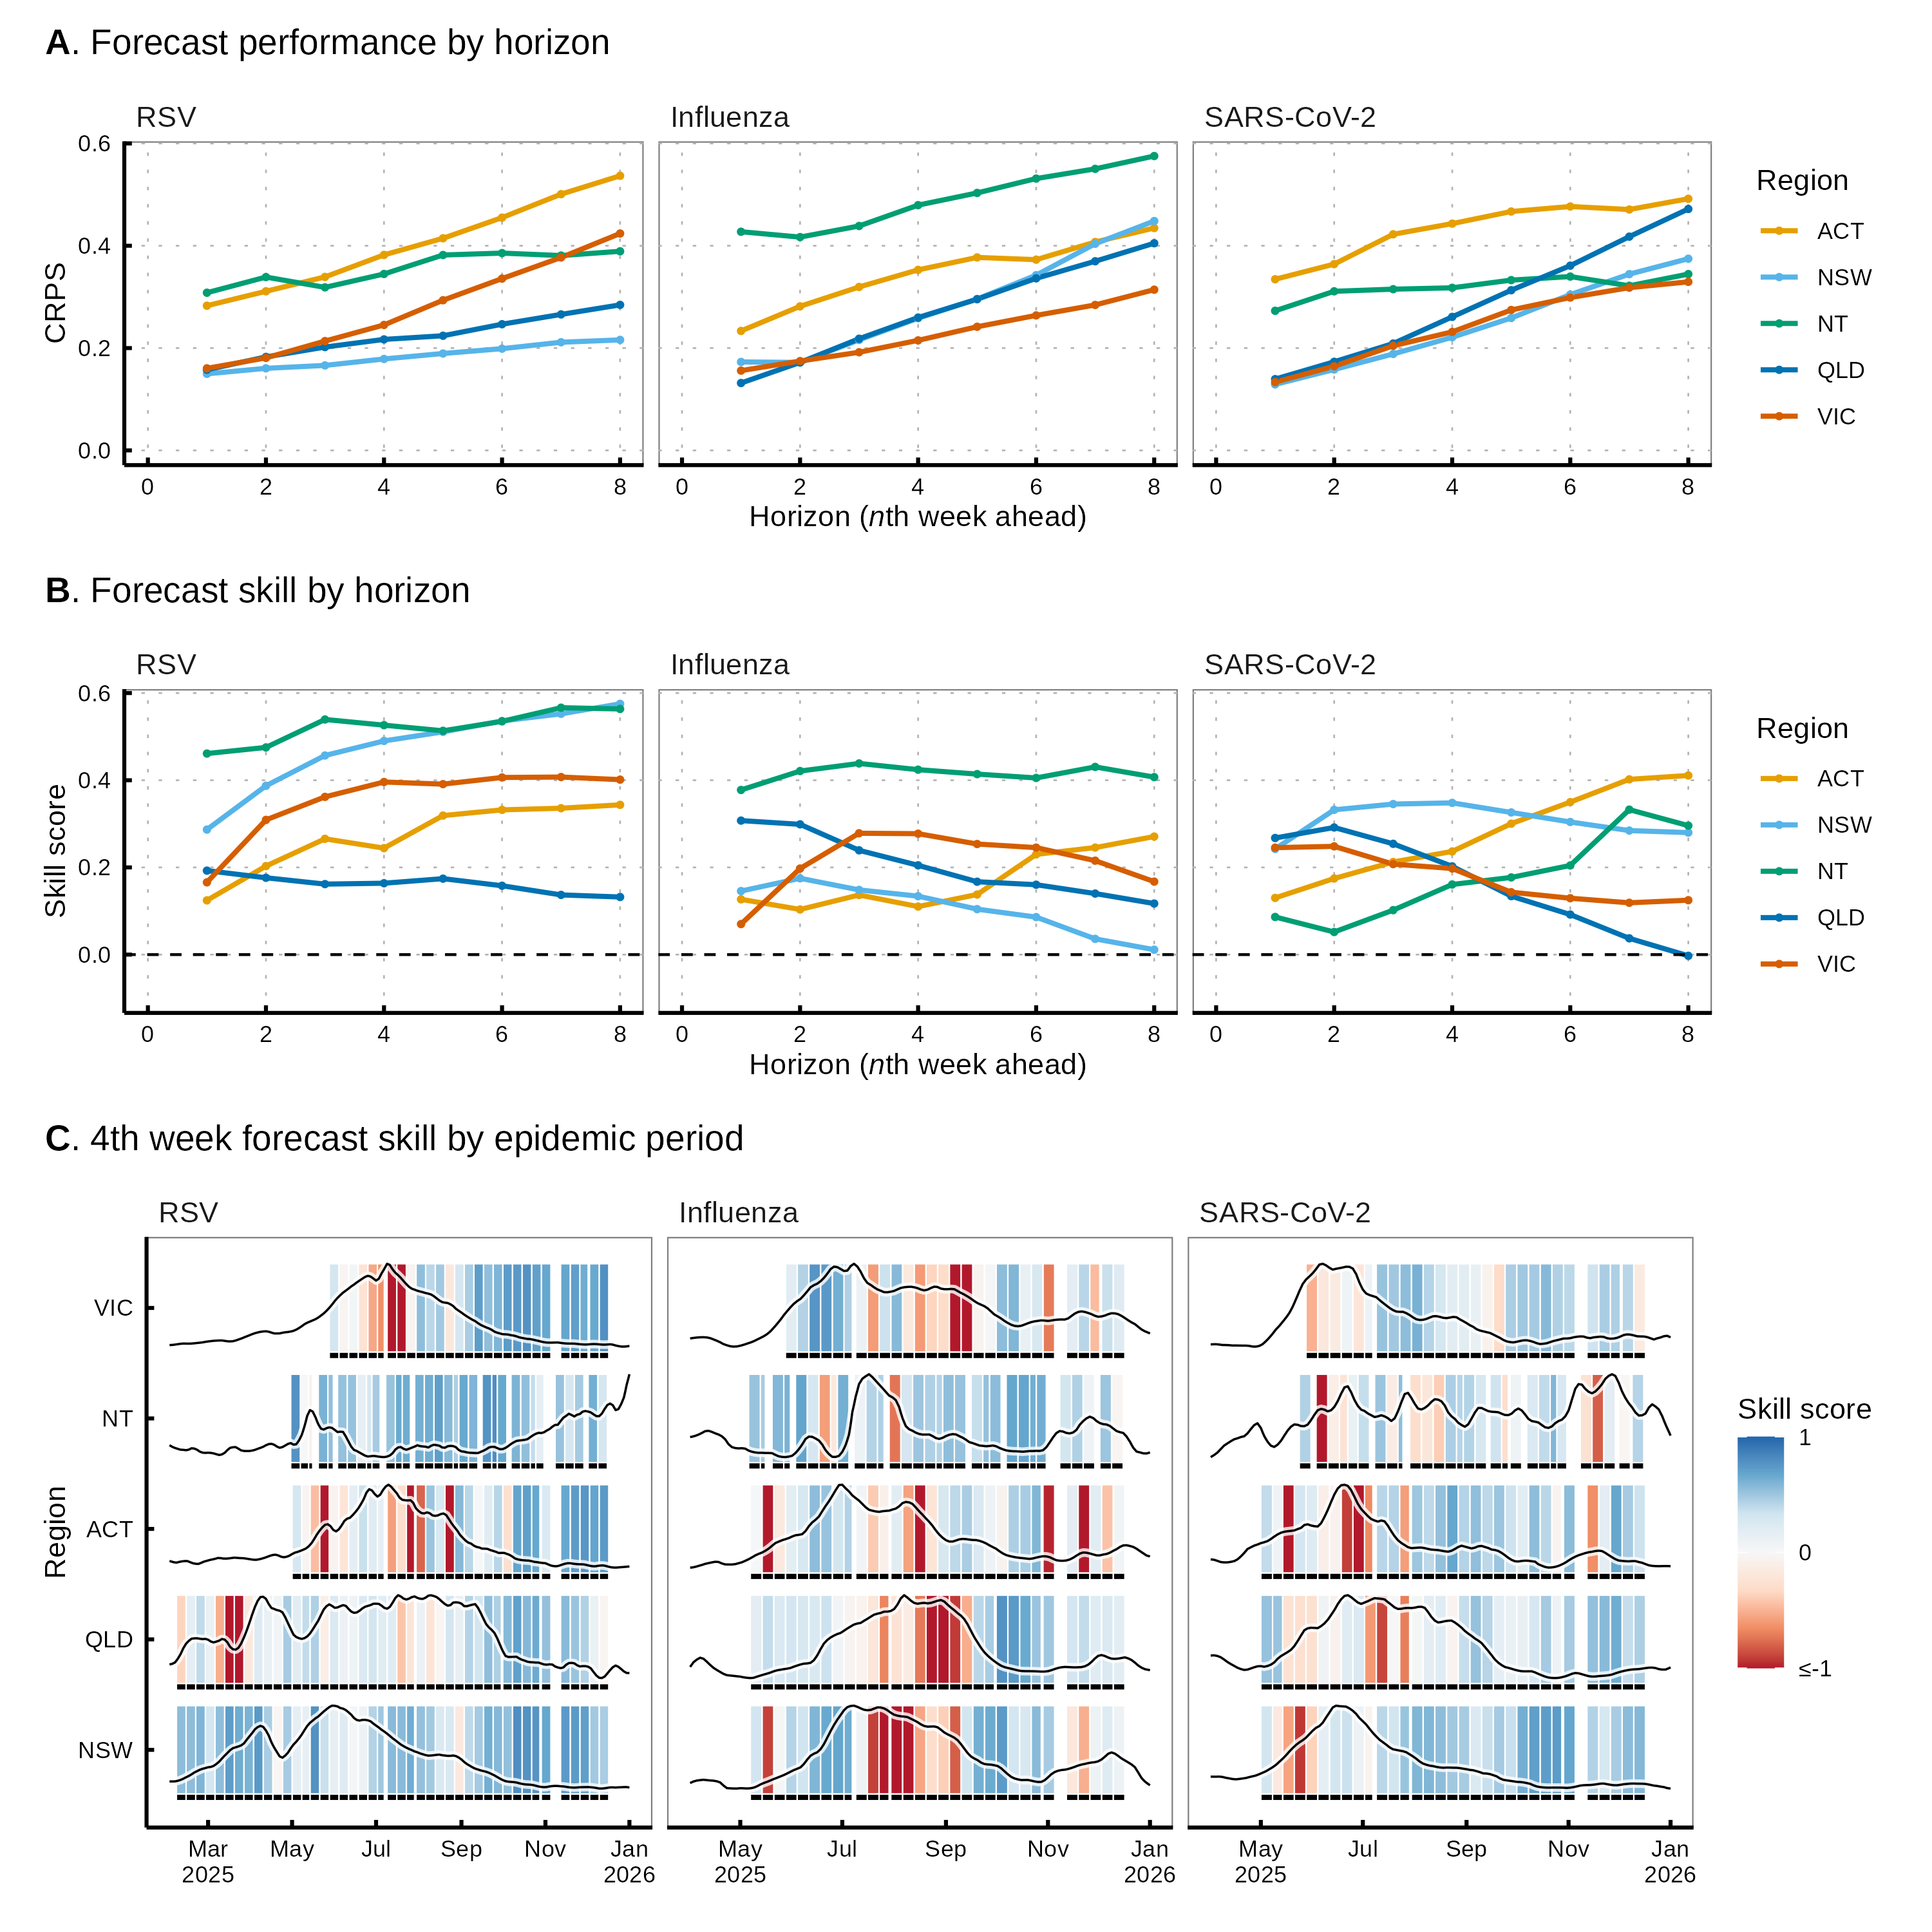 A. Forecast performance by horizon
RSV
Influenza
SARS-CoV-2
CRPS
0.6
0.4
0.2
0.0
0 2 4 6 8
0 2 4 6 8
0 2 4 6 8
Horizon (nth week ahead)
Region
ACT
NSW
NT
QLD
VIC
B. Forecast skill by horizon
RSV
Influenza
SARS-CoV-2
Skill score
0.6
0.4
0.2
0.0
0 2 4 6 8
0 2 4 6 8
0 2 4 6 8
Horizon (nth week ahead)
Region
ACT
NSW
NT
QLD
VIC
C. 4th week forecast skill by epidemic period
RSV
Influenza
SARS-CoV-2
Region
VIC
NT
ACT
QLD
NSW
Mar May Jul Sep Nov Jan
2025 2026
May Jul Sep Nov Jan
2025 2026
May Jul Sep Nov Jan
2025 2026
Skill score
1
0
≤-1